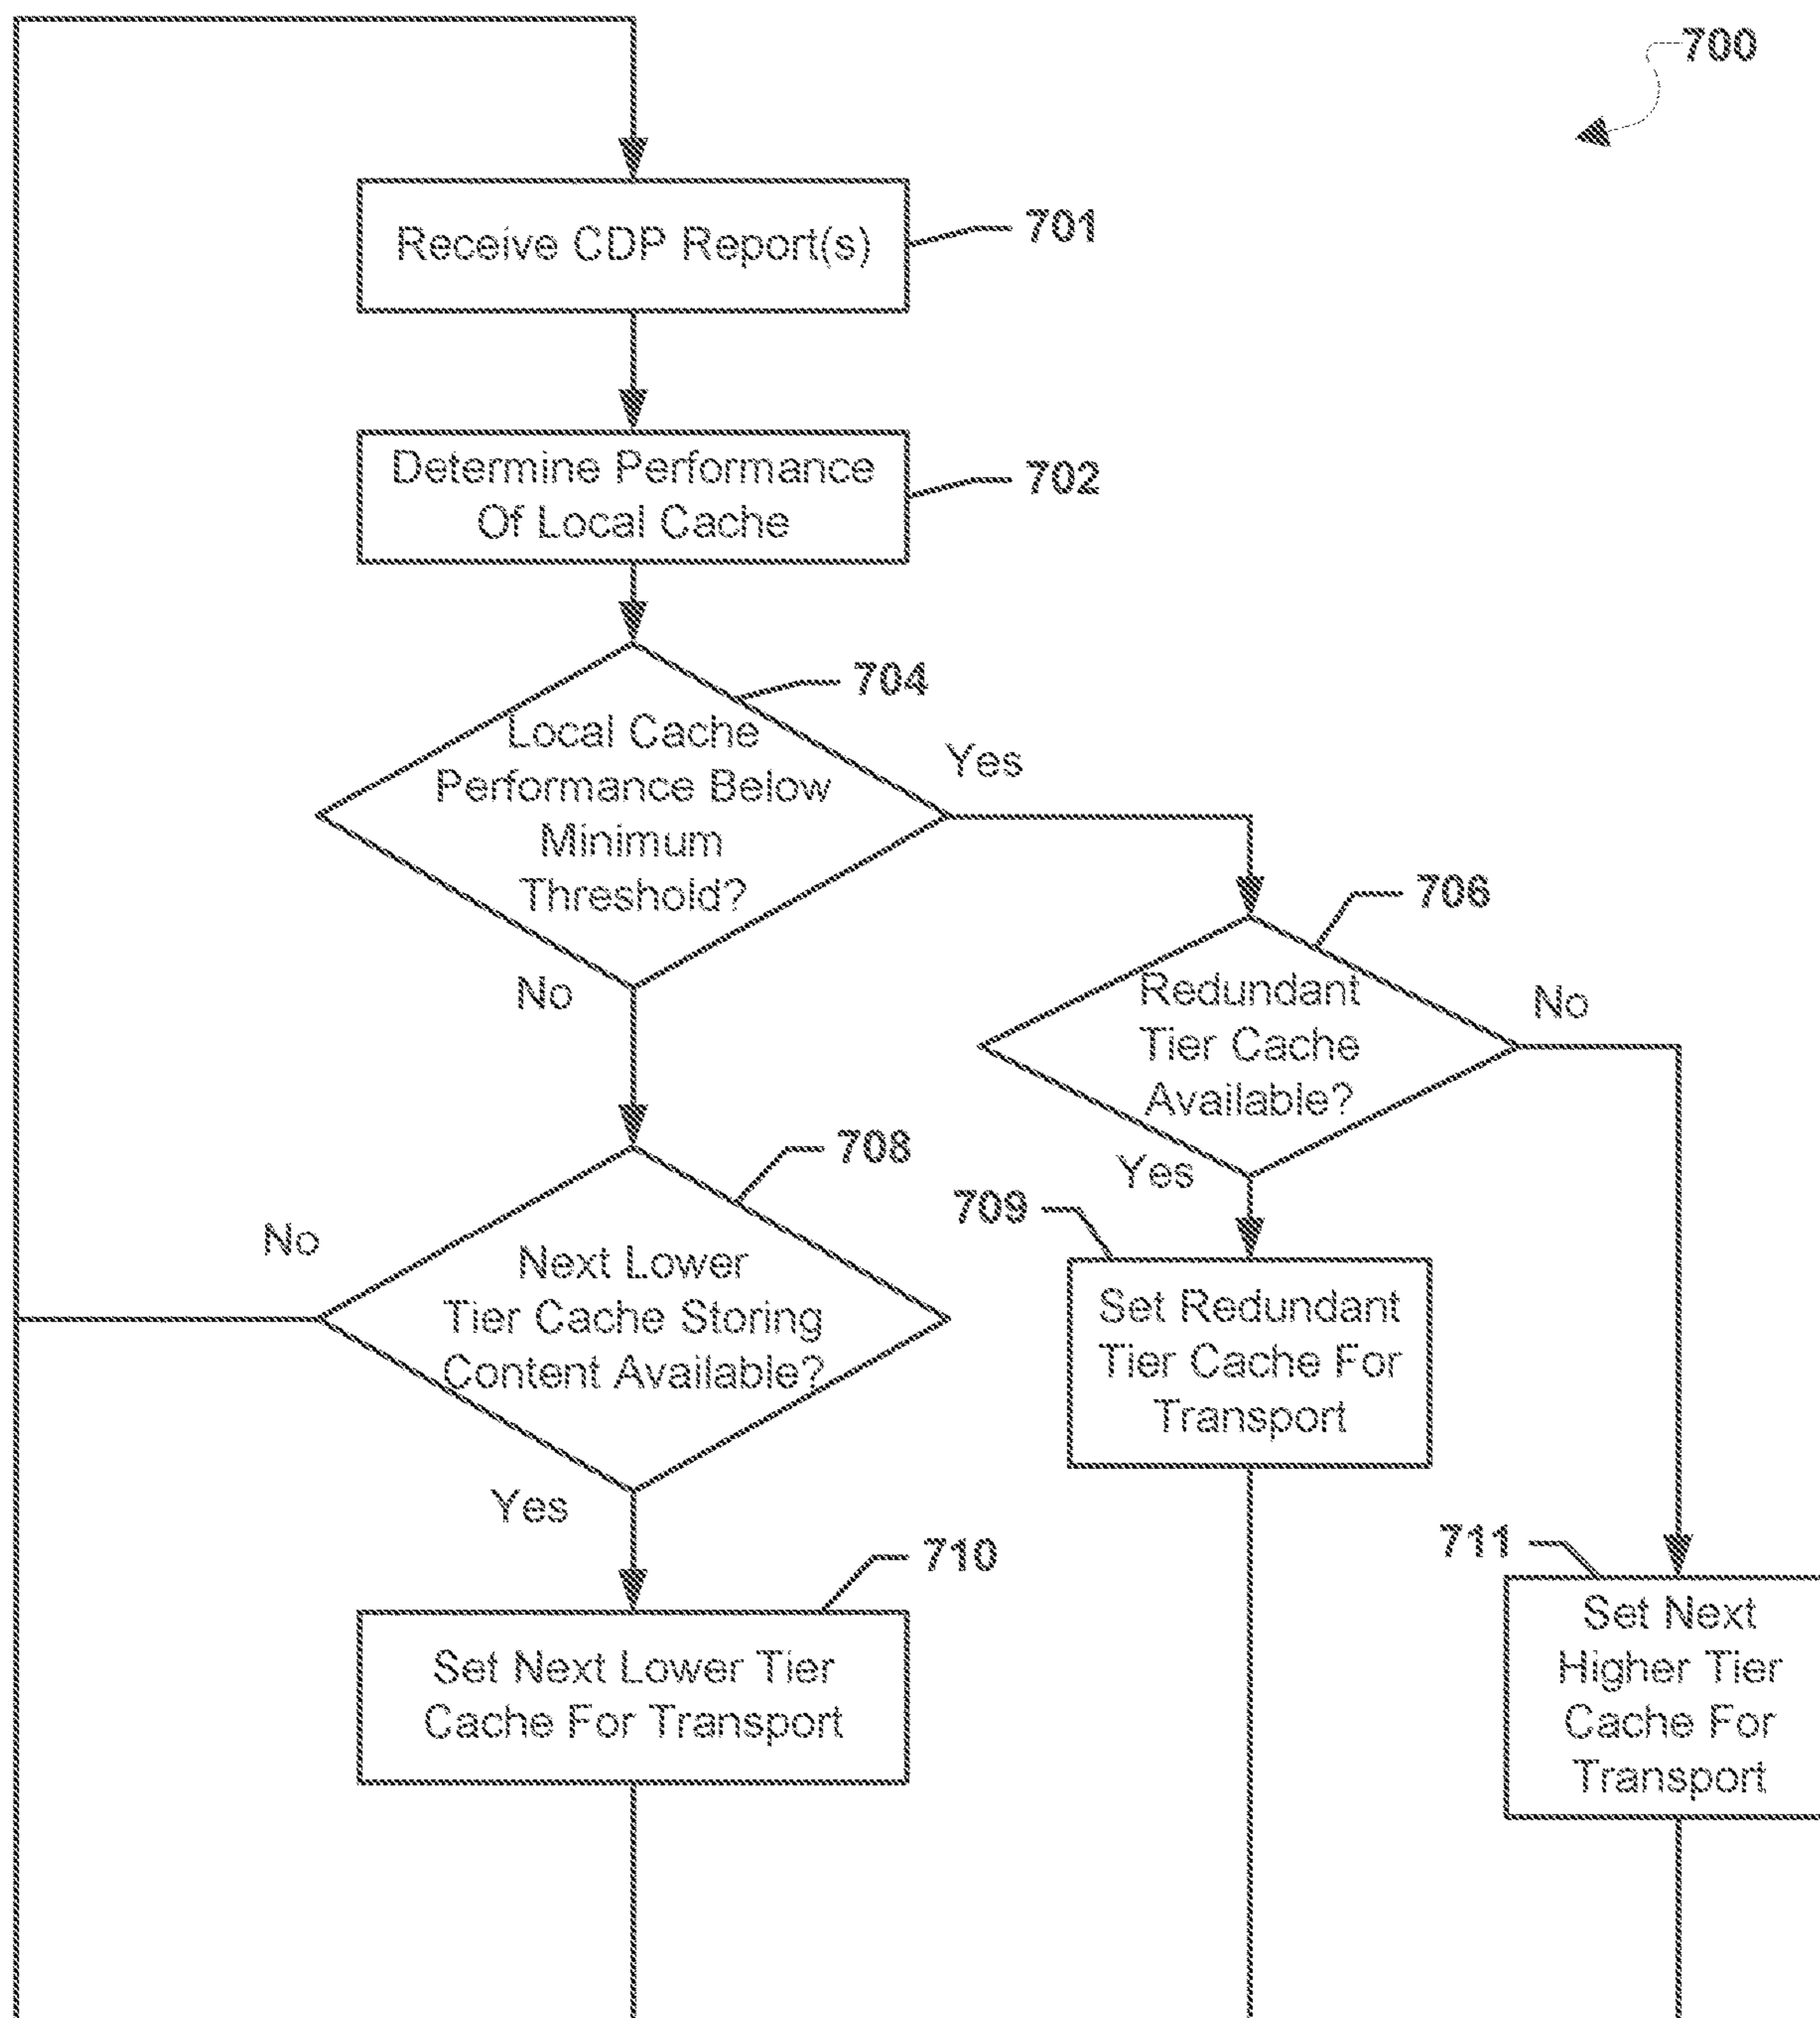 700
Receive CDP Report(s)
701
Determine Performance
Of Local Cache
702
704
Local Cache
Performance Below
Minimum
Threshold?
Yes
No
706
Redundant
Tier Cache
Available?
No
Yes
708
Next Lower
Tier Cache Storing
Content Available?
No
Yes
709
Set Redundant
Tier Cache For
Transport
710
Set Next Lower Tier
Cache For Transport
711
Set Next
Higher Tier
Cache For
Transport